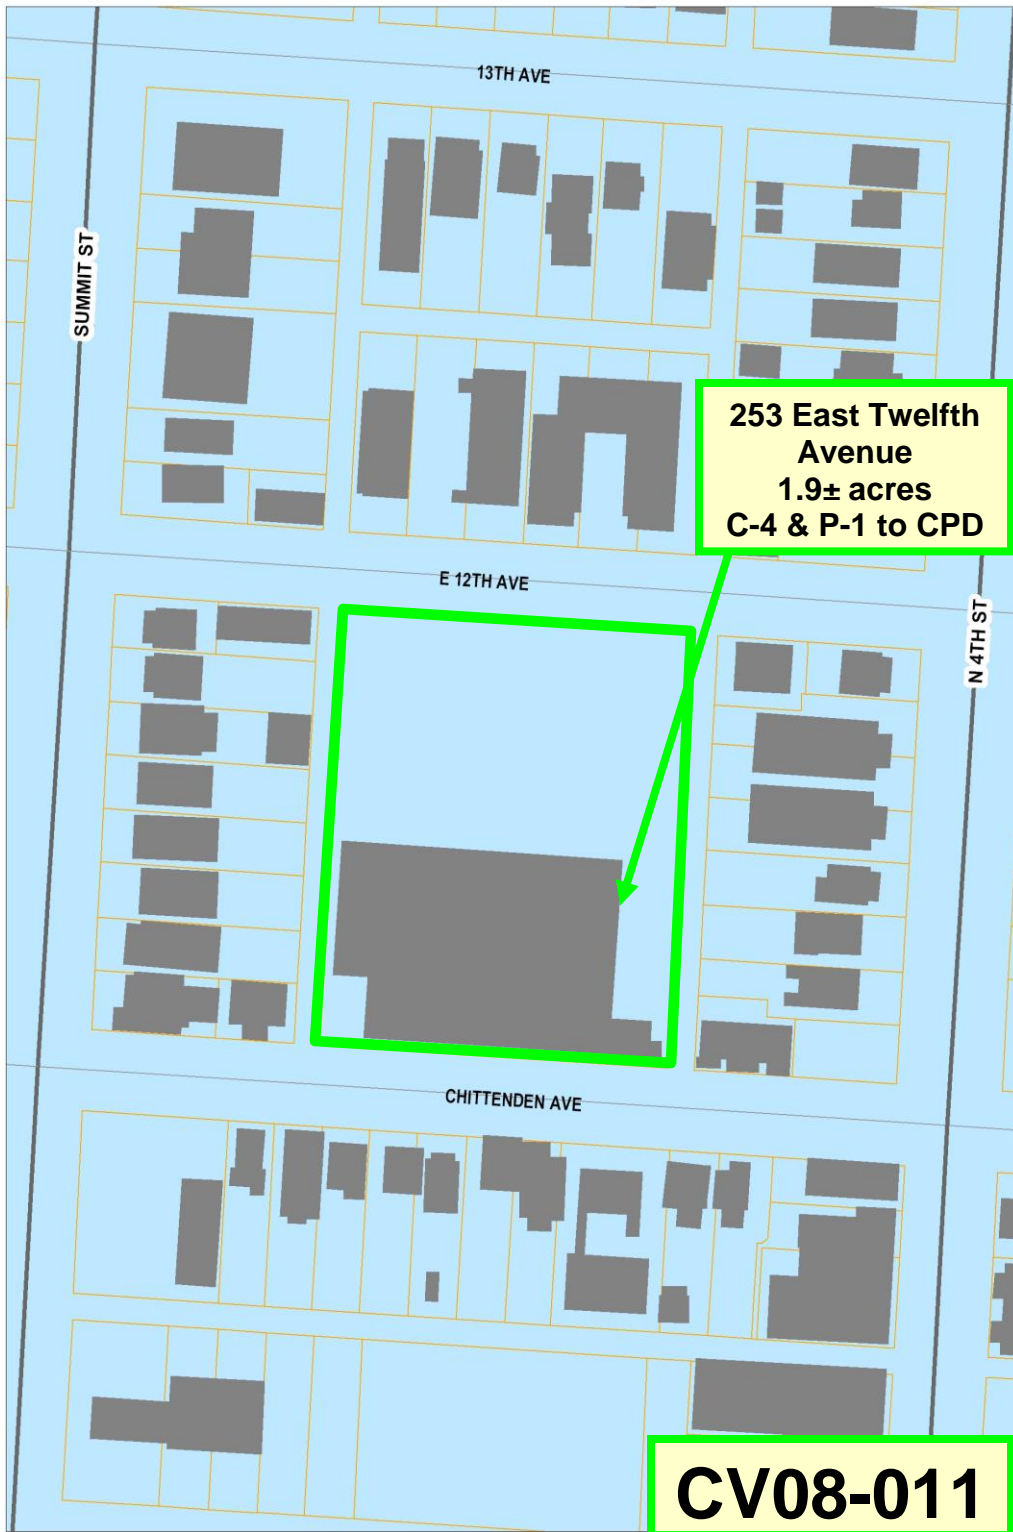 13TH AVE
SUMMIT ST
253 East Twelfth
Avenue
1.9± acres
C-4 & P-1 to CPD
E 12TH AVE
N 4TH ST
CHITTENDEN AVE
CV08-011